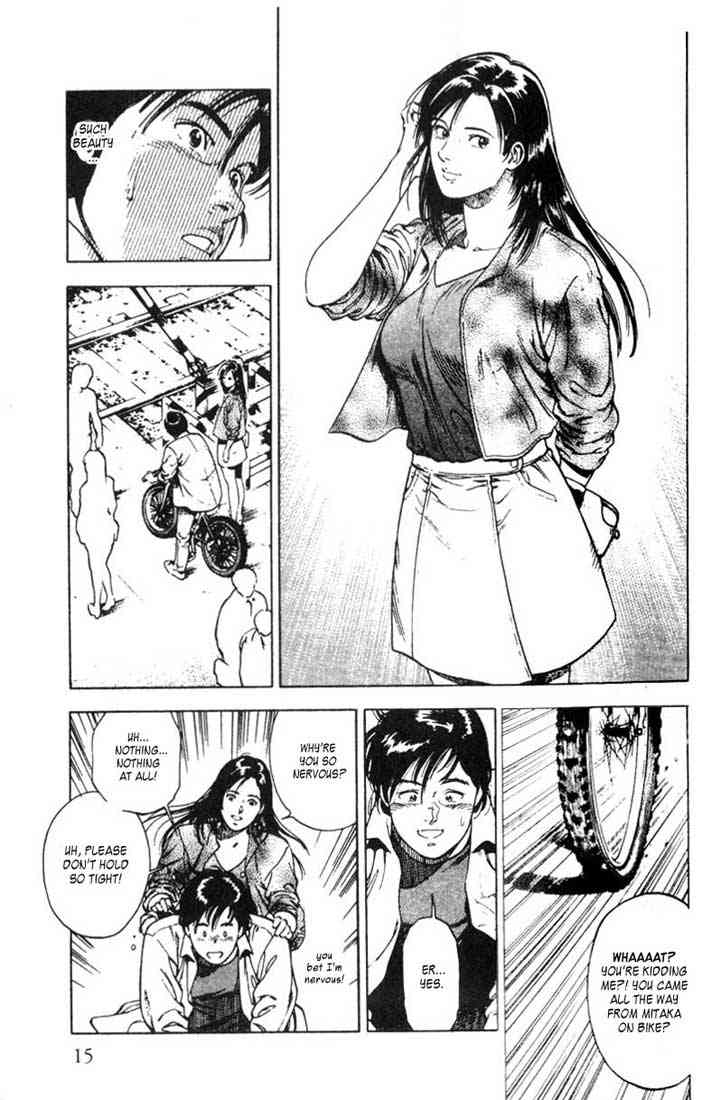 SUCH
BEAUTY
...
WHAAAAT?
YOU'RE KIDDING
ME?! YOU CAME
ALL THE WAY
FROM MITAKA
ON BIKE?
ER...
YES.
WHY'RE
YOU SO
NERVOUS?
UH...
NOTHING...
NOTHING
AT ALL!
UH, PLEASE
DON'T HOLD
SO TIGHT!
you
bet I'm
nervous!
15